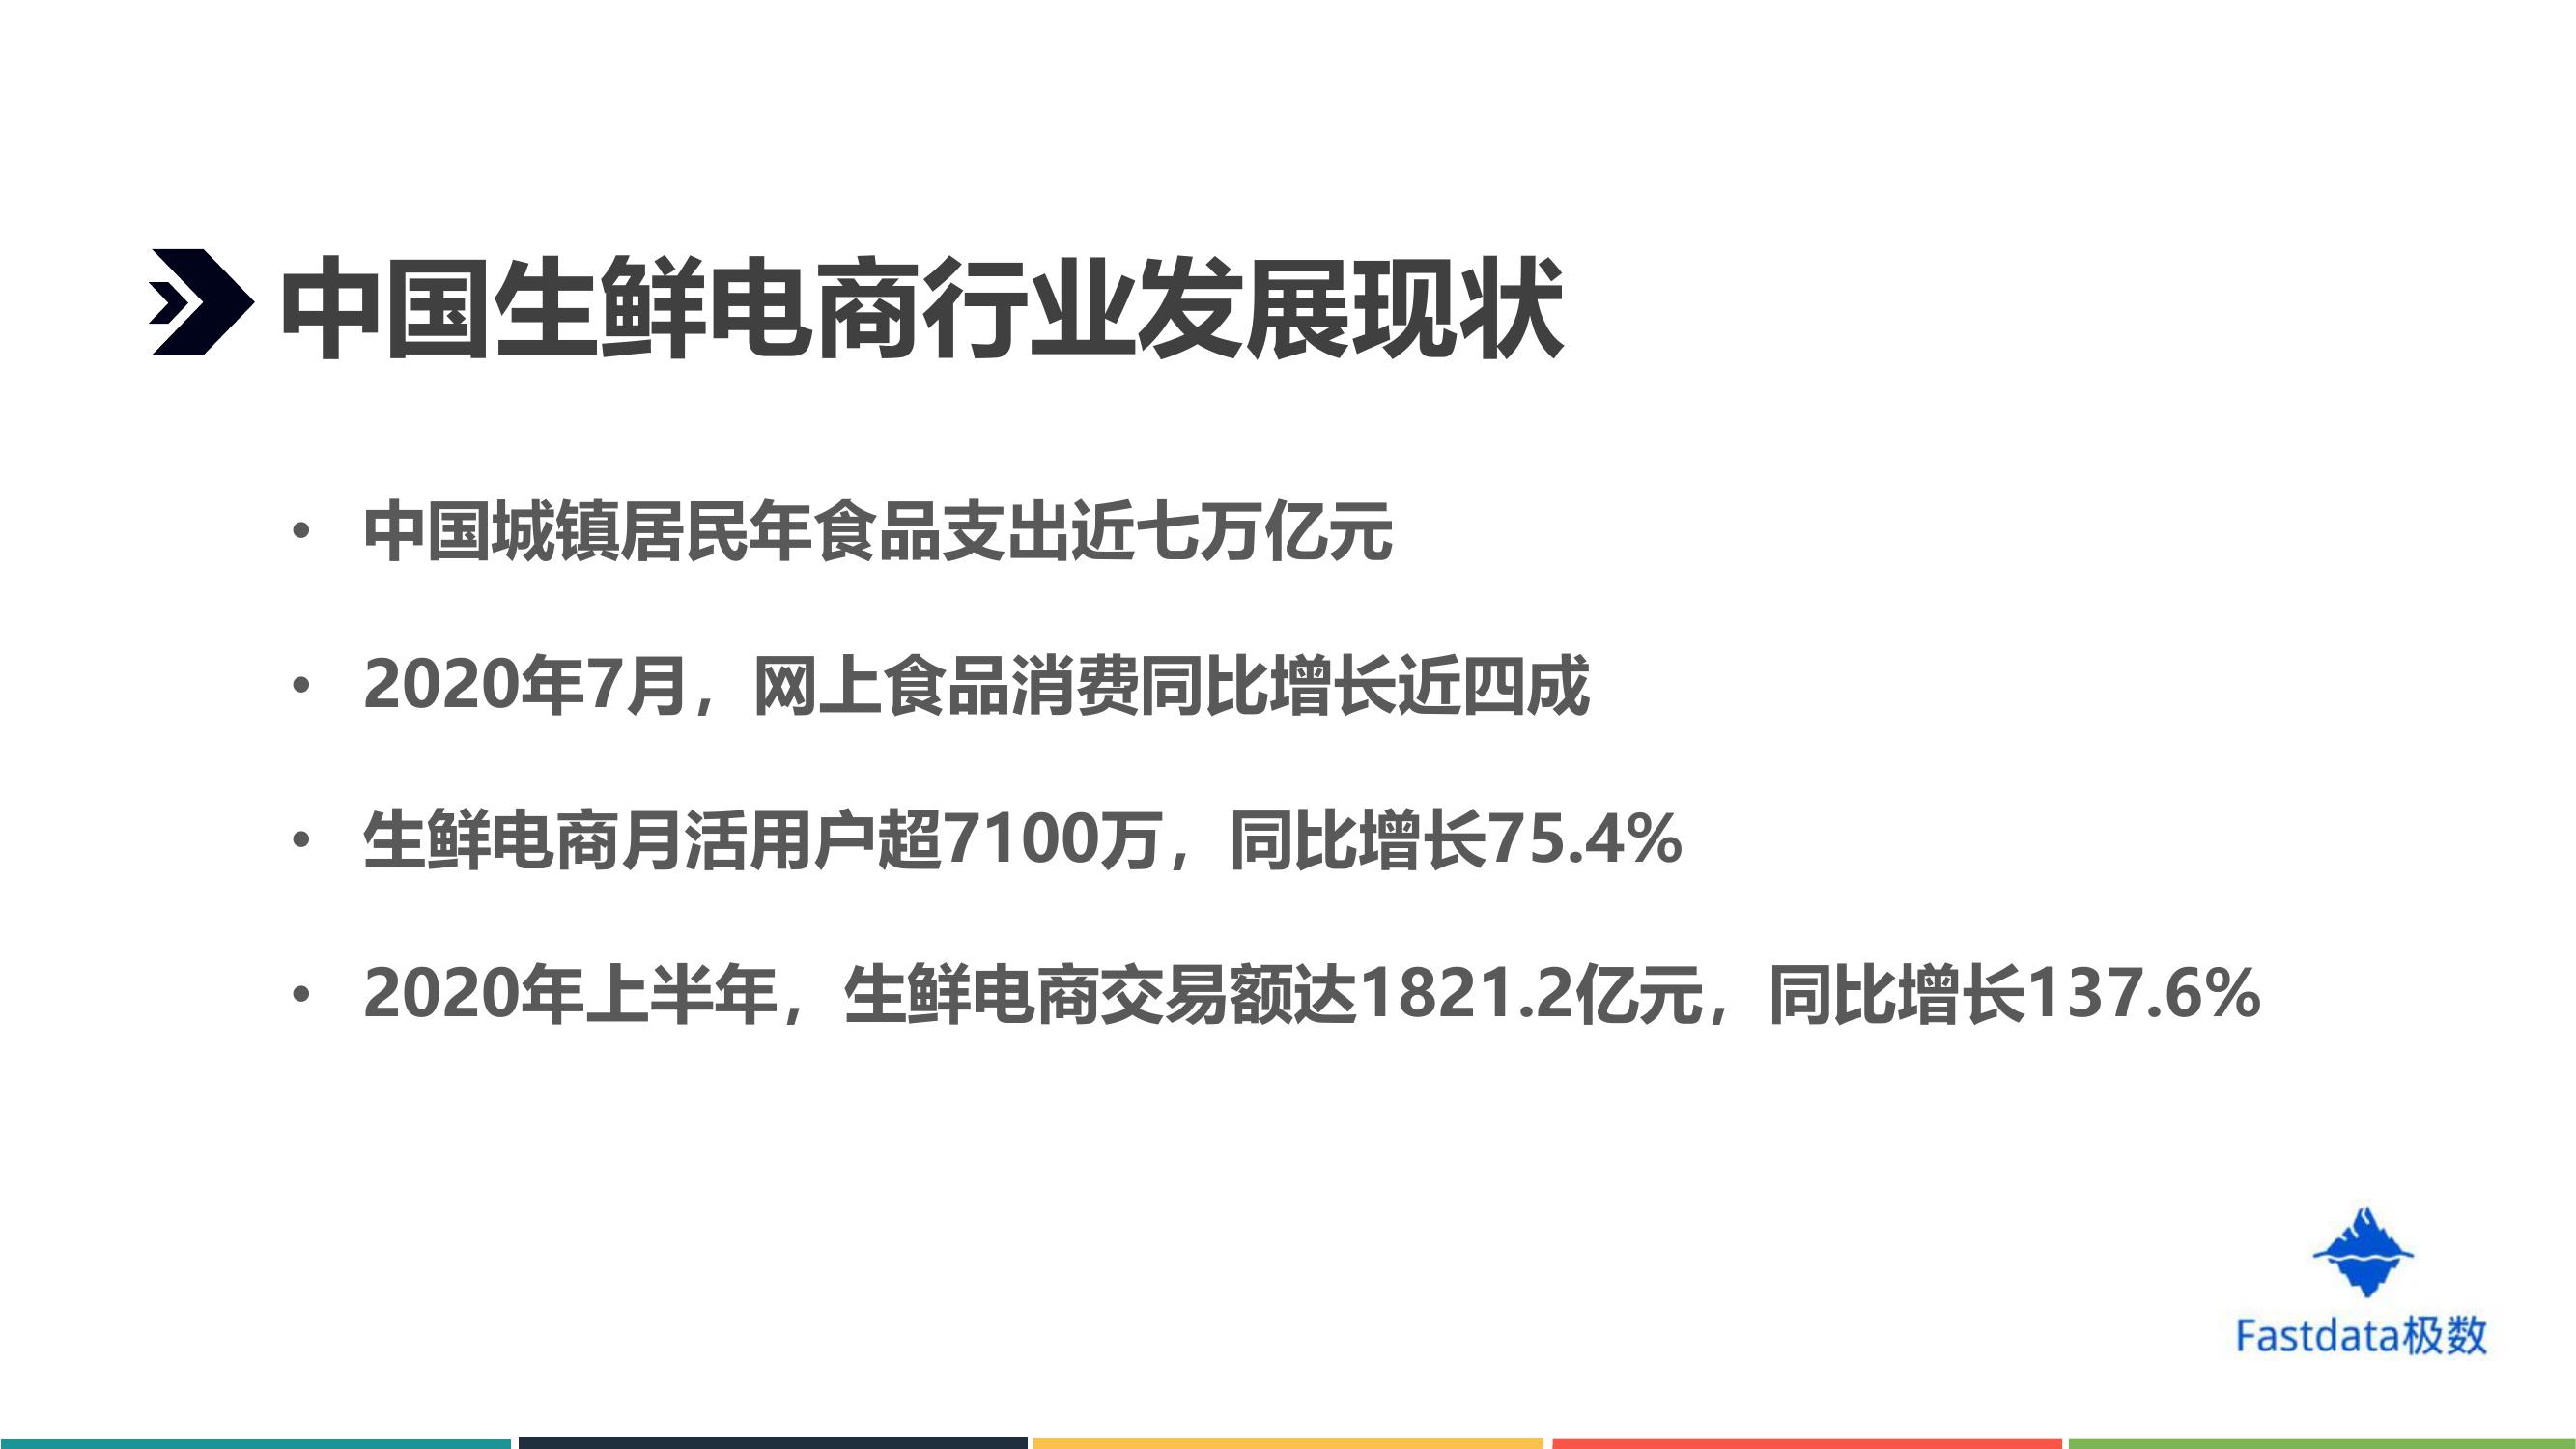 中国生鲜电商行业发展现状
• 中国城镇居民年食品支出近七万亿元
• 2020年7月，网上食品消费同比增长近四成
• 生鲜电商月活用户超7100万，同比增长75.4%
• 2020年上半年，生鲜电商交易额达1821.2亿元，同比增长137.6%
Fastdata极数